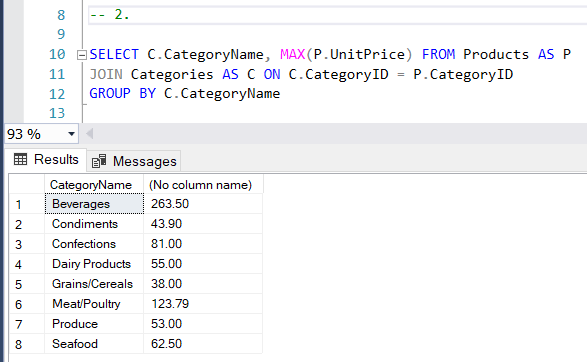 8 -- 2.
9
10 SELECT C.CategoryName, MAX(P.UnitPrice) FROM Products AS P
11 JOIN Categories AS C ON C.CategoryID = P.CategoryID
12 GROUP BY C.CategoryName
13
93 %
Results Messages
CategoryName (No column name)
1 Beverages 263.50
2 Condiments 43.90
3 Confections 81.00
4 Dairy Products 55.00
5 Grains/Cereals 38.00
6 Meat/Poultry 123.79
7 Produce 53.00
8 Seafood 62.50